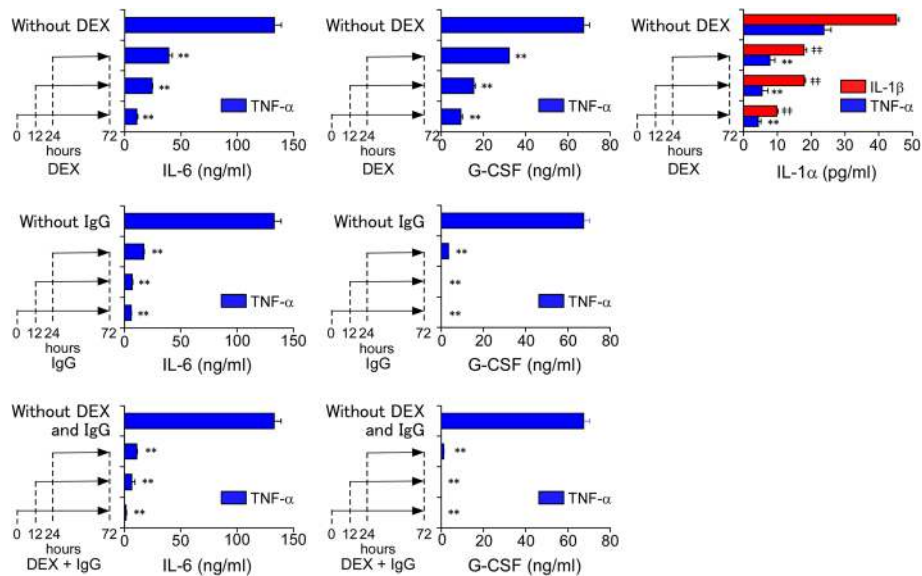 Without DEX
**
**
**
TNF-α
0 12 24 72
hours
DEX
0 50 100 150
IL-6 (ng/ml)
Without DEX
**
**
**
TNF-α
0 12 24 72
hours
DEX
0 20 40 60 80
G-CSF (ng/ml)
Without DEX
‡‡
**
‡‡
**
‡‡
**
IL-1β
TNF-α
0 12 24 72
hours
DEX
0 10 20 30 40 50
IL-1α (pg/ml)
Without IgG
**
**
**
TNF-α
0 12 24 72
hours
IgG
0 50 100 150
IL-6 (ng/ml)
Without IgG
**
**
**
TNF-α
0 12 24 72
hours
IgG
0 20 40 60 80
G-CSF (ng/ml)
Without DEX
and IgG
**
**
**
TNF-α
0 12 24 72
hours
DEX + IgG
0 50 100 150
IL-6 (ng/ml)
Without DEX
and IgG
**
**
**
TNF-α
0 12 24 72
hours
DEX + IgG
0 20 40 60 80
G-CSF (ng/ml)